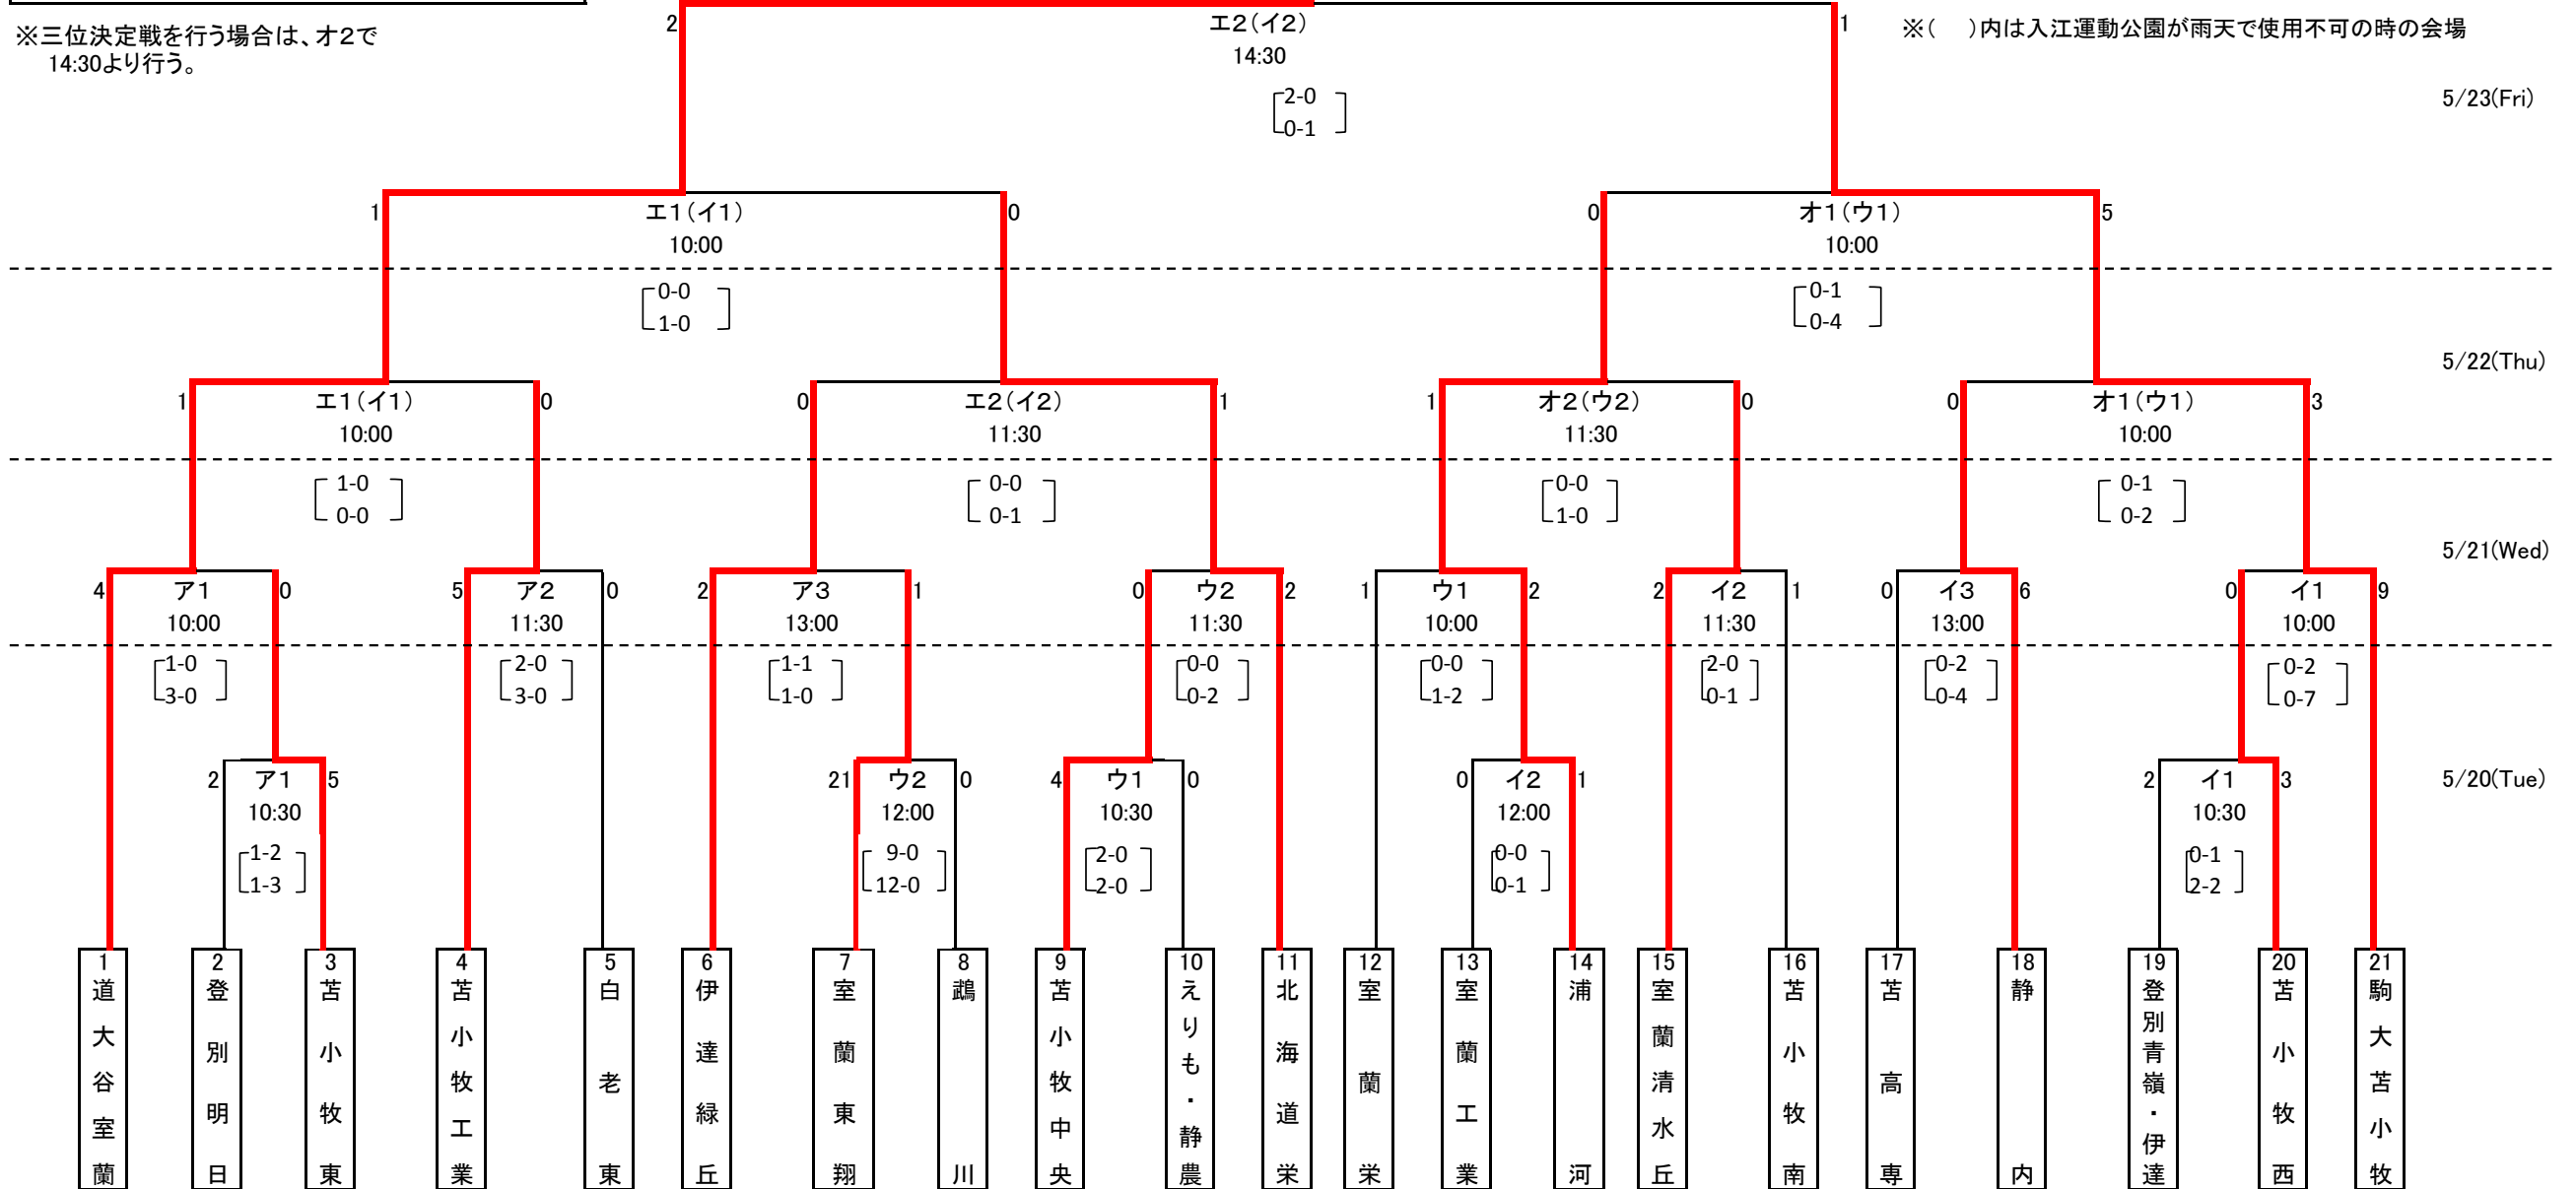 2 エ2(イ2) 1
※三位決定戦を行う場合は、オ2で
14:30より行う。
※(　)内は入江運動公園が雨天で使用不可の時の会場
14:30
2-0
0-1
5/23(Fri)
1 エ1(イ1) 0 0 オ1(ウ1) 5
10:00 10:00
0-0 0-1
1-0 0-4
5/22(Thu)
1 エ1(イ1) 0 0 エ2(イ2) 1 1 オ2(ウ2) 0 0 オ1(ウ1) 3
10:00 11:30 11:30 10:00
1-0 0-0 0-0 0-1
0-0 0-1 1-0 0-2
5/21(Wed)
4 ア1 0 5 ア2 0 2 ア3 1 0 ウ2 2 1 ウ1 2 2 イ2 1 0 イ3 6 0 イ1 9
10:00 11:30 13:00 11:30 10:00 11:30 13:00 10:00
1-0 2-0 1-1 0-0 0-0 2-0 0-2 0-2
3-0 3-0 1-0 0-2 1-2 0-1 0-4 0-7
2 ア1 5 21 ウ2 0 4 ウ1 0 0 イ2 1 2 イ1 3 5/20(Tue)
10:30 12:00 10:30 12:00 10:30
1-2 9-0 2-0 0-0 0-1
1-3 12-0 2-0 0-1 2-2
1 道大谷室蘭
2 登別明日
3 苫小牧東
4 苫小牧工業
5 白老東
6 伊達緑丘
7 室蘭東翔
8 鵡川
9 苫小牧中央
10 えりも・静農
11 北海道栄
12 室蘭栄
13 室蘭工業
14 浦河
15 室蘭清水丘
16 苫小牧南
17 苫高専
18 静内
19 登別青嶺・伊達
20 苫小牧西
21 駒大苫小牧